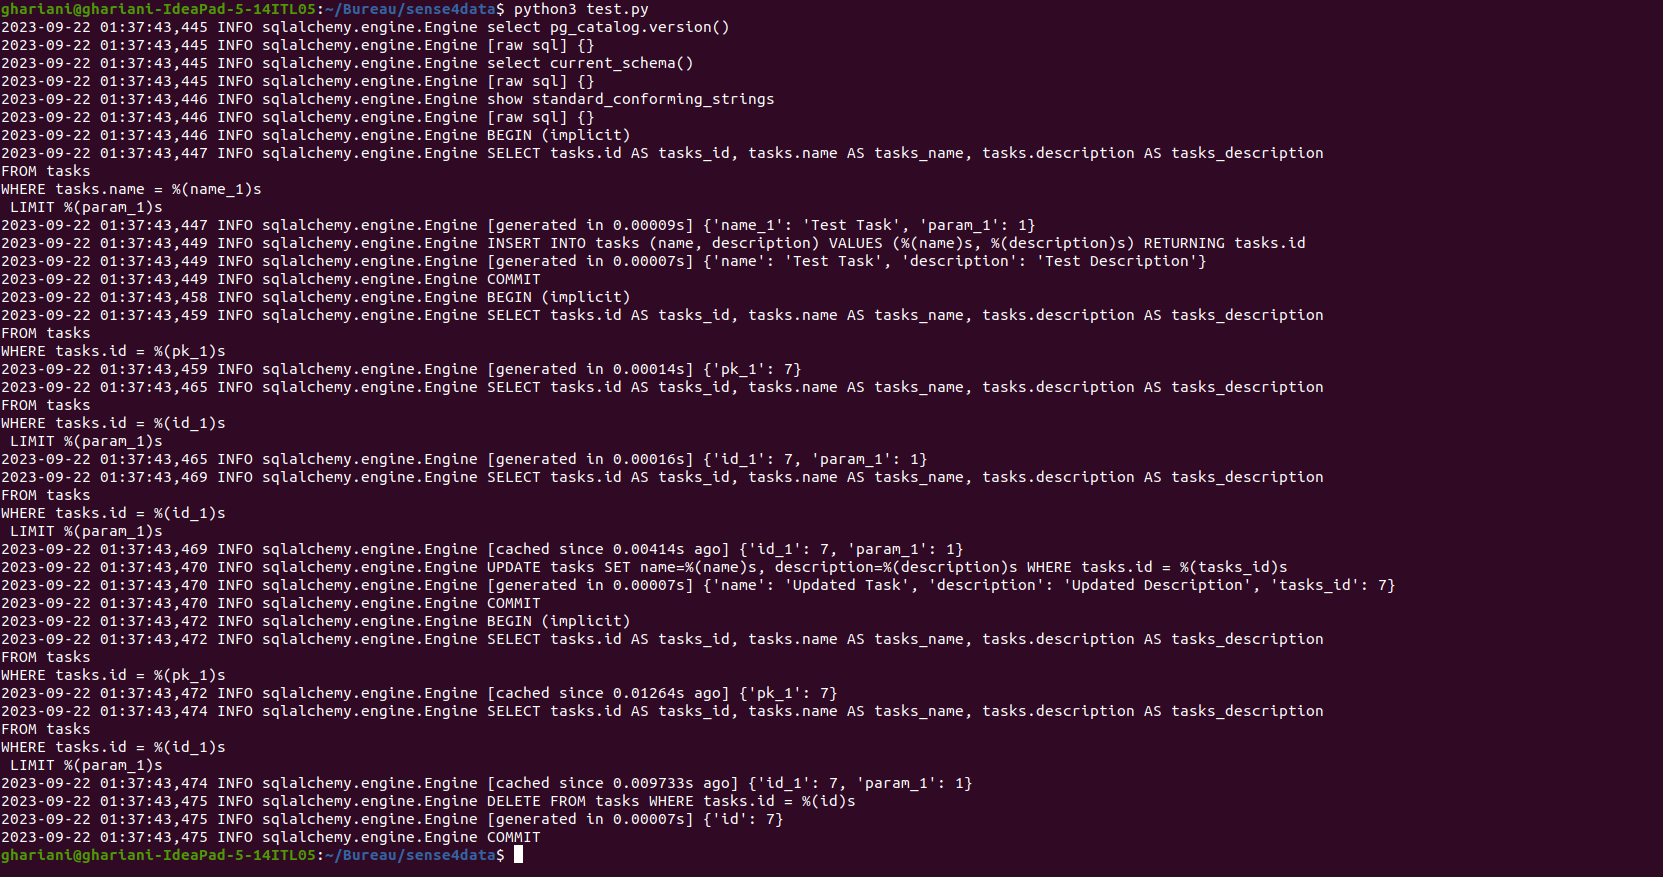 ghariani@ghariani-IdeaPad-5-14ITL05:~/Bureau/sense4data$ python3 test.py
2023-09-22 01:37:43,445 INFO sqlalchemy.engine.Engine select pg_catalog.version()
2023-09-22 01:37:43,445 INFO sqlalchemy.engine.Engine [raw sql] {}
2023-09-22 01:37:43,445 INFO sqlalchemy.engine.Engine select current_schema()
2023-09-22 01:37:43,445 INFO sqlalchemy.engine.Engine [raw sql] {}
2023-09-22 01:37:43,446 INFO sqlalchemy.engine.Engine show standard_conforming_strings
2023-09-22 01:37:43,446 INFO sqlalchemy.engine.Engine [raw sql] {}
2023-09-22 01:37:43,446 INFO sqlalchemy.engine.Engine BEGIN (implicit)
2023-09-22 01:37:43,447 INFO sqlalchemy.engine.Engine SELECT tasks.id AS tasks_id, tasks.name AS tasks_name, tasks.description AS tasks_description
FROM tasks
WHERE tasks.name = %(name_1)s
 LIMIT %(param_1)s
2023-09-22 01:37:43,447 INFO sqlalchemy.engine.Engine [generated in 0.00009s] {'name_1': 'Test Task', 'param_1': 1}
2023-09-22 01:37:43,449 INFO sqlalchemy.engine.Engine INSERT INTO tasks (name, description) VALUES (%(name)s, %(description)s) RETURNING tasks.id
2023-09-22 01:37:43,449 INFO sqlalchemy.engine.Engine [generated in 0.00007s] {'name': 'Test Task', 'description': 'Test Description'}
2023-09-22 01:37:43,449 INFO sqlalchemy.engine.Engine COMMIT
2023-09-22 01:37:43,458 INFO sqlalchemy.engine.Engine BEGIN (implicit)
2023-09-22 01:37:43,459 INFO sqlalchemy.engine.Engine SELECT tasks.id AS tasks_id, tasks.name AS tasks_name, tasks.description AS tasks_description
FROM tasks
WHERE tasks.id = %(pk_1)s
2023-09-22 01:37:43,459 INFO sqlalchemy.engine.Engine [generated in 0.00014s] {'pk_1': 7}
2023-09-22 01:37:43,465 INFO sqlalchemy.engine.Engine SELECT tasks.id AS tasks_id, tasks.name AS tasks_name, tasks.description AS tasks_description
FROM tasks
WHERE tasks.id = %(id_1)s
 LIMIT %(param_1)s
2023-09-22 01:37:43,465 INFO sqlalchemy.engine.Engine [generated in 0.00016s] {'id_1': 7, 'param_1': 1}
2023-09-22 01:37:43,469 INFO sqlalchemy.engine.Engine SELECT tasks.id AS tasks_id, tasks.name AS tasks_name, tasks.description AS tasks_description
FROM tasks
WHERE tasks.id = %(id_1)s
 LIMIT %(param_1)s
2023-09-22 01:37:43,469 INFO sqlalchemy.engine.Engine [cached since 0.00414s ago] {'id_1': 7, 'param_1': 1}
2023-09-22 01:37:43,470 INFO sqlalchemy.engine.Engine UPDATE tasks SET name=%(name)s, description=%(description)s WHERE tasks.id = %(tasks_id)s
2023-09-22 01:37:43,470 INFO sqlalchemy.engine.Engine [generated in 0.00007s] {'name': 'Updated Task', 'description': 'Updated Description', 'tasks_id': 7}
2023-09-22 01:37:43,470 INFO sqlalchemy.engine.Engine COMMIT
2023-09-22 01:37:43,472 INFO sqlalchemy.engine.Engine BEGIN (implicit)
2023-09-22 01:37:43,472 INFO sqlalchemy.engine.Engine SELECT tasks.id AS tasks_id, tasks.name AS tasks_name, tasks.description AS tasks_description
FROM tasks
WHERE tasks.id = %(pk_1)s
2023-09-22 01:37:43,472 INFO sqlalchemy.engine.Engine [cached since 0.01264s ago] {'pk_1': 7}
2023-09-22 01:37:43,474 INFO sqlalchemy.engine.Engine SELECT tasks.id AS tasks_id, tasks.name AS tasks_name, tasks.description AS tasks_description
FROM tasks
WHERE tasks.id = %(id_1)s
 LIMIT %(param_1)s
2023-09-22 01:37:43,474 INFO sqlalchemy.engine.Engine [cached since 0.009733s ago] {'id_1': 7, 'param_1': 1}
2023-09-22 01:37:43,475 INFO sqlalchemy.engine.Engine DELETE FROM tasks WHERE tasks.id = %(id)s
2023-09-22 01:37:43,475 INFO sqlalchemy.engine.Engine [generated in 0.00007s] {'id': 7}
2023-09-22 01:37:43,475 INFO sqlalchemy.engine.Engine COMMIT
ghariani@ghariani-IdeaPad-5-14ITL05:~/Bureau/sense4data$